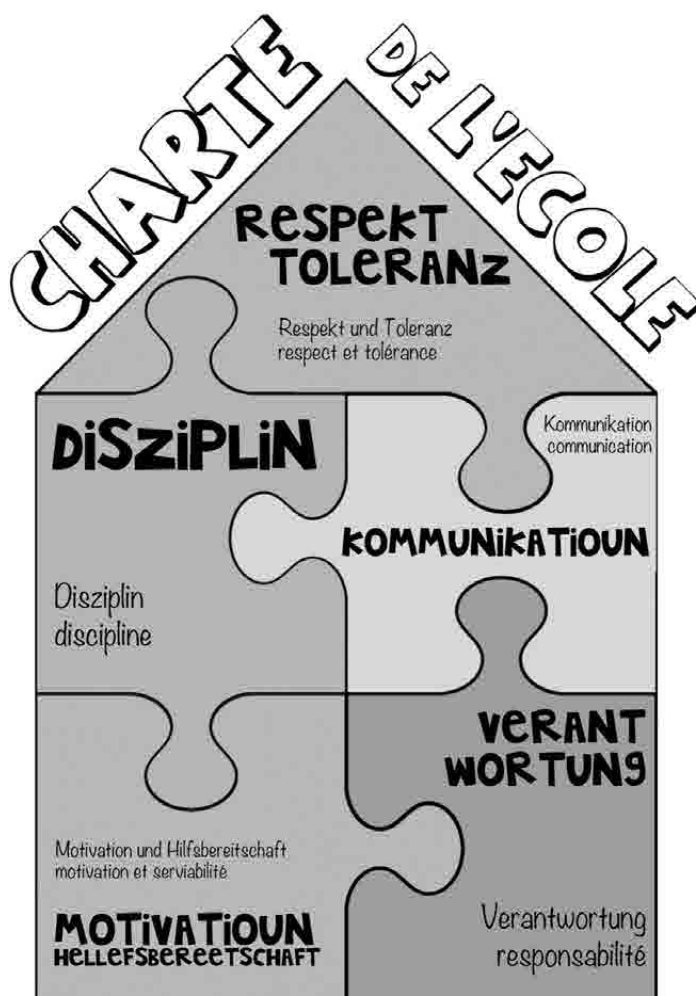 CHARTE
DE L'ECOLE
RESPEKT
TOLERANZ
Respekt und Toleranz
respect et tolérance
DiSZiPLiN
Disziplin
discipline
Kommunikation
communication
KOMMUNiKATiOUN
VERANT
WORTUNG
Verantwortung
responsabilité
Motivation und Hilfsbereitschaft
motivation et serviabilité
MOTiVATiOUN
HELLEFSBEREETSCHAFT